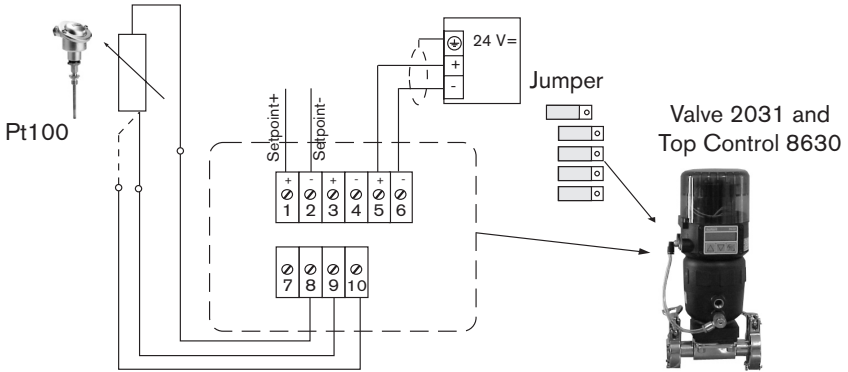 24 V=
+
-
Jumper
Valve 2031 and
Top Control 8630
Pt100
Setpoint+
Setpoint-
+ - + - + -
1 2 3 4 5 6
7 8 9 10